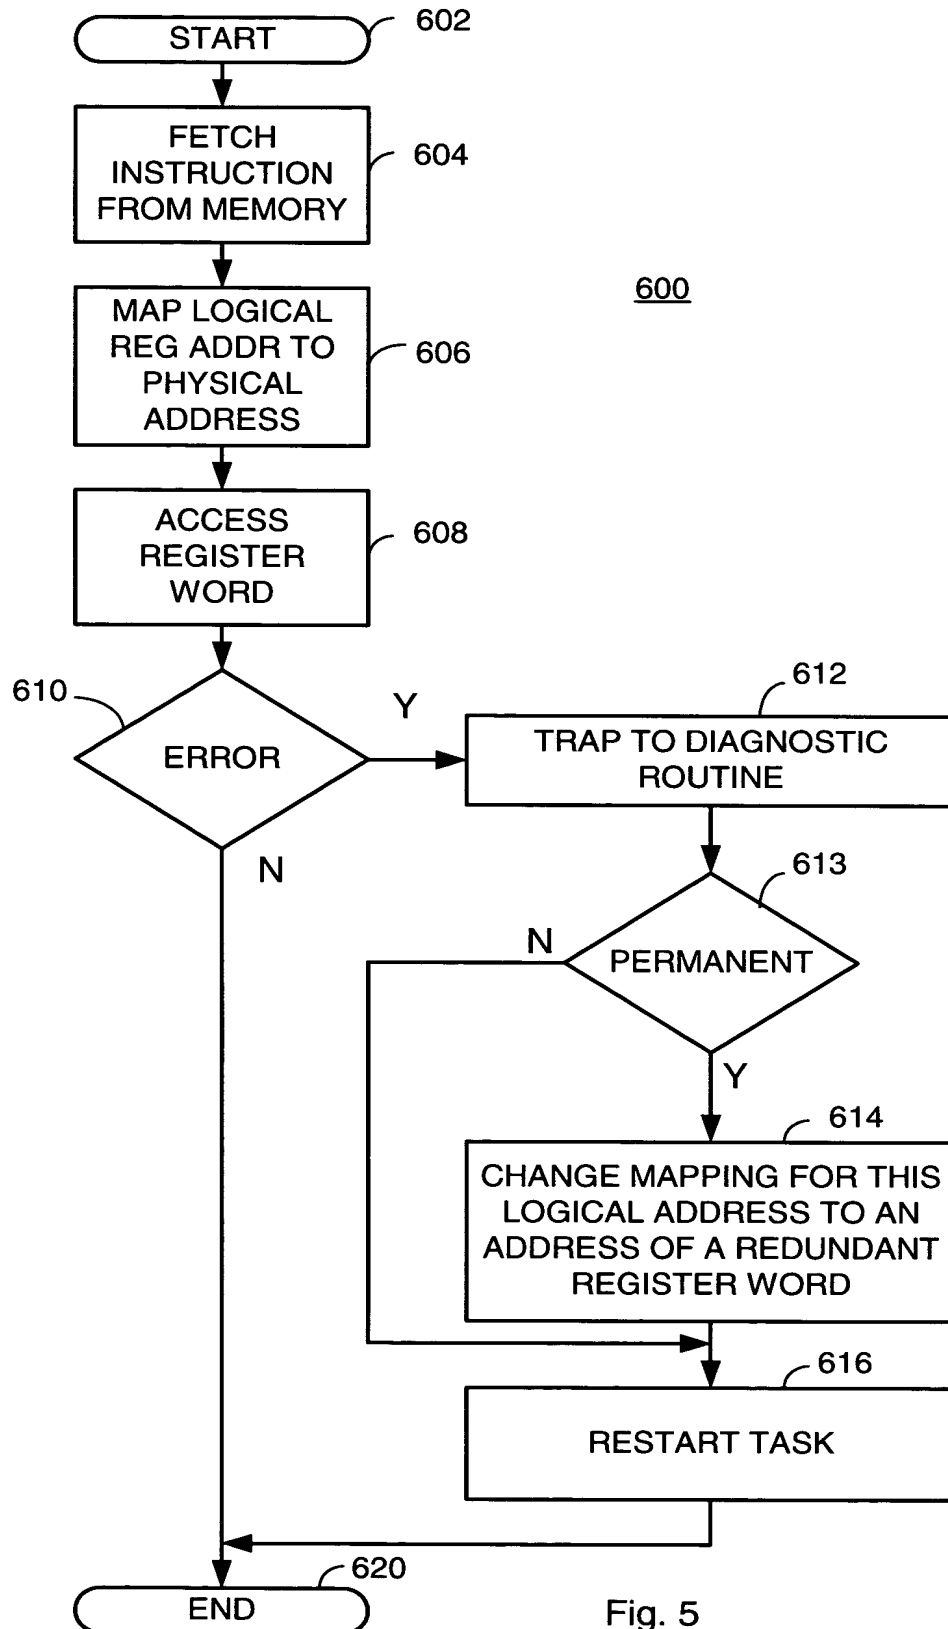 START
602
FETCH
INSTRUCTION
FROM MEMORY
604
600
MAP LOGICAL
REG ADDR TO
PHYSICAL
ADDRESS
606
ACCESS
REGISTER
WORD
608
610
ERROR
Y
N
612
TRAP TO DIAGNOSTIC
ROUTINE
613
PERMANENT
N
Y
614
CHANGE MAPPING FOR THIS
LOGICAL ADDRESS TO AN
ADDRESS OF A REDUNDANT
REGISTER WORD
616
RESTART TASK
620
END
Fig. 5